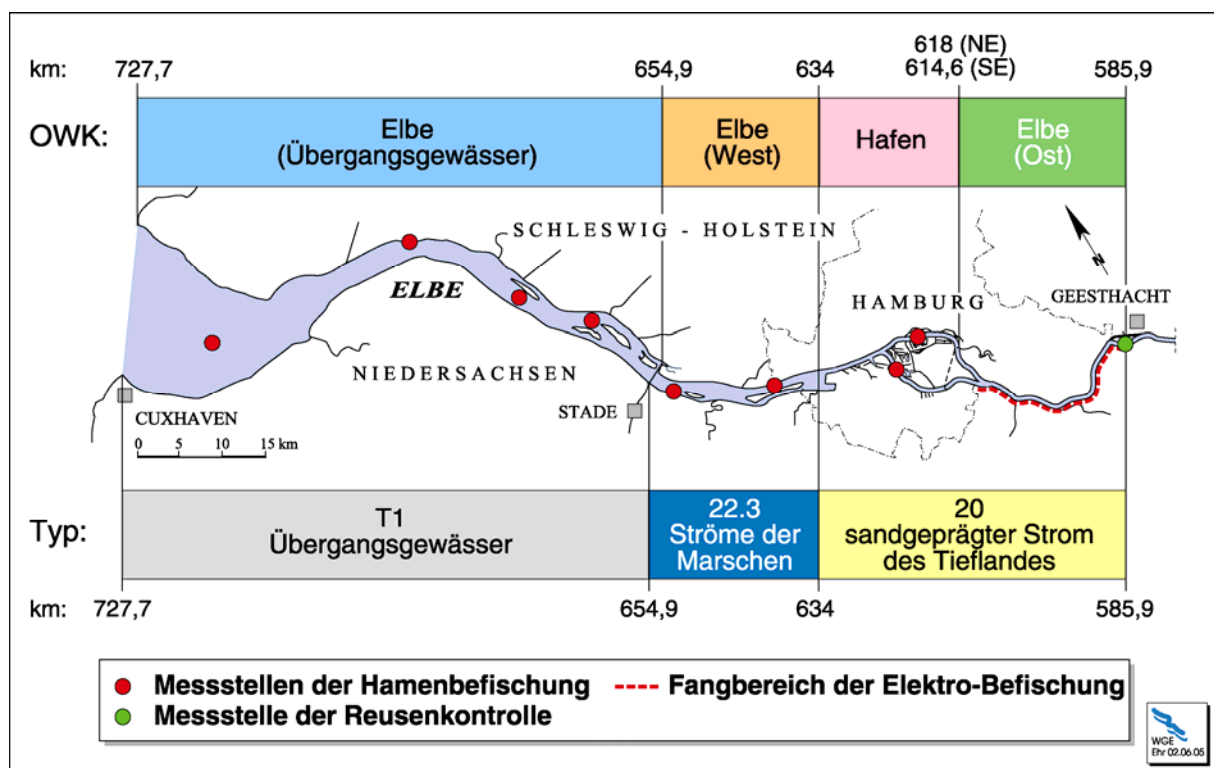 618 (NE)
km: 727,7 654,9 634 614,6 (SE) 585,9
OWK:
Elbe
(Übergangsgewässer)
Elbe
(West)
Hafen
Elbe
(Ost)
SCHLESWIG - HOLSTEIN
N
ELBE
HAMBURG
GEESTHACHT
NIEDERSACHSEN
STADE
CUXHAVEN
0 5 10 15 km
Typ:
T1
Übergangsgewässer
22.3
Ströme der
Marschen
20
sandgeprägter Strom
des Tieflandes
km: 727,7 654,9 634 585,9
Messstellen der Hamenbefischung
Fangbereich der Elektro-Befischung
Messstelle der Reusenkontrolle
WGE
Ehr 02.06.05